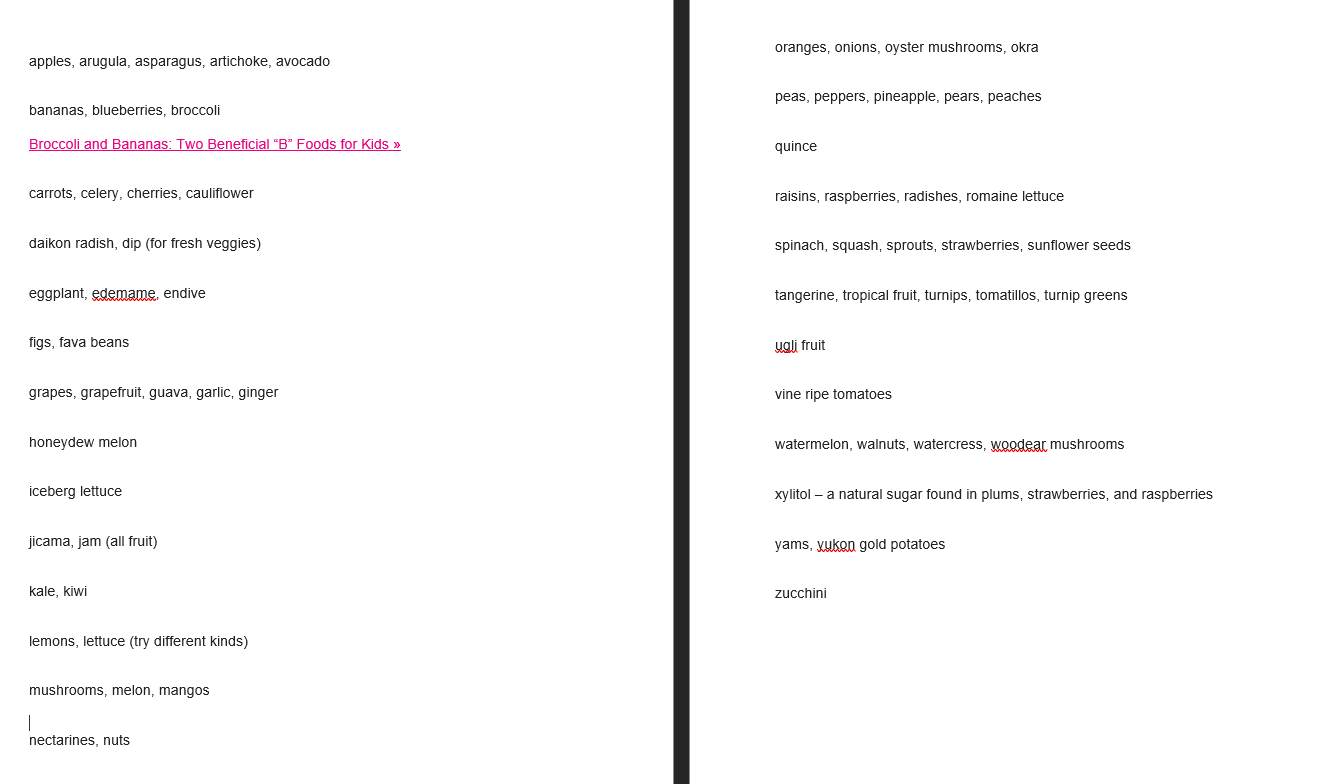 apples, arugula, asparagus, artichoke, avocado
bananas, blueberries, broccoli
Broccoli and Bananas: Two Beneficial “B” Foods for Kids »
carrots, celery, cherries, cauliflower
daikon radish, dip (for fresh veggies)
eggplant, edemame, endive
figs, fava beans
grapes, grapefruit, guava, garlic, ginger
honeydew melon
iceberg lettuce
jicama, jam (all fruit)
kale, kiwi
lemons, lettuce (try different kinds)
mushrooms, melon, mangos
nectarines, nuts
oranges, onions, oyster mushrooms, okra
peas, peppers, pineapple, pears, peaches
quince
raisins, raspberries, radishes, romaine lettuce
spinach, squash, sprouts, strawberries, sunflower seeds
tangerine, tropical fruit, turnips, tomatillos, turnip greens
ugli fruit
vine ripe tomatoes
watermelon, walnuts, watercress, woodear mushrooms
xylitol – a natural sugar found in plums, strawberries, and raspberries
yams, yukon gold potatoes
zucchini